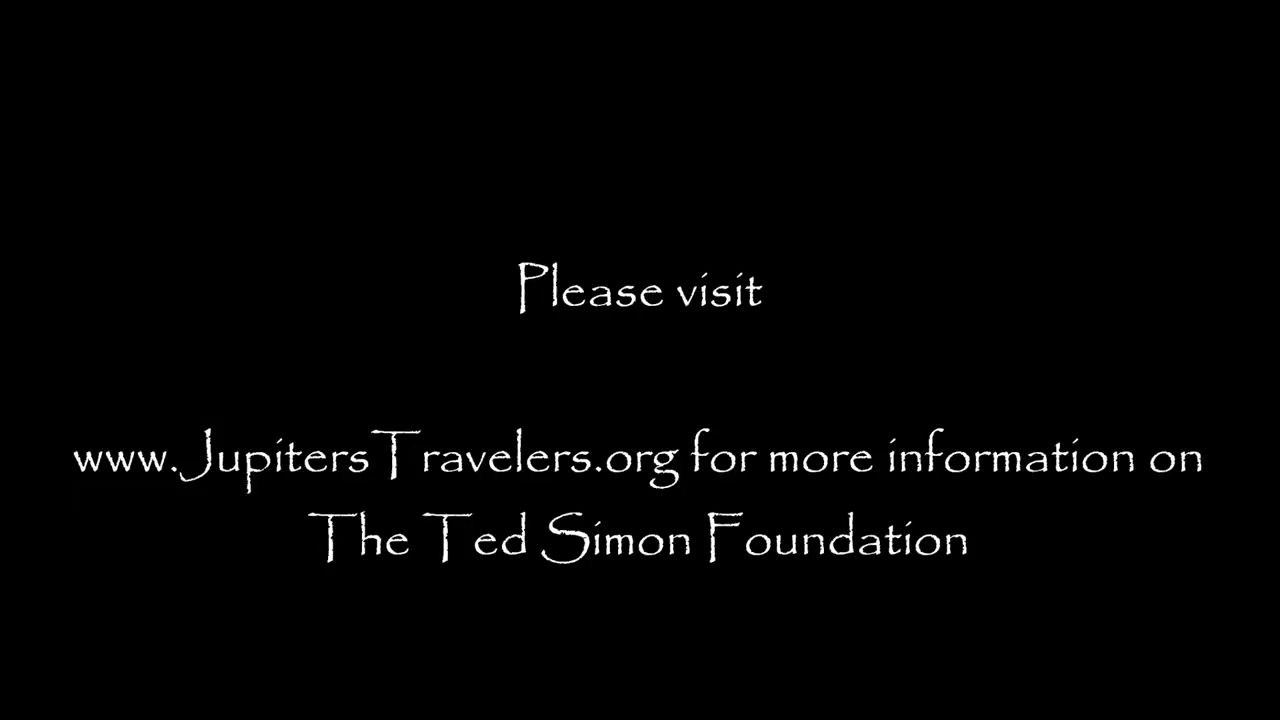 Please visit
www.JupitersTravelers.org for more information on
The Ted Simon Foundation